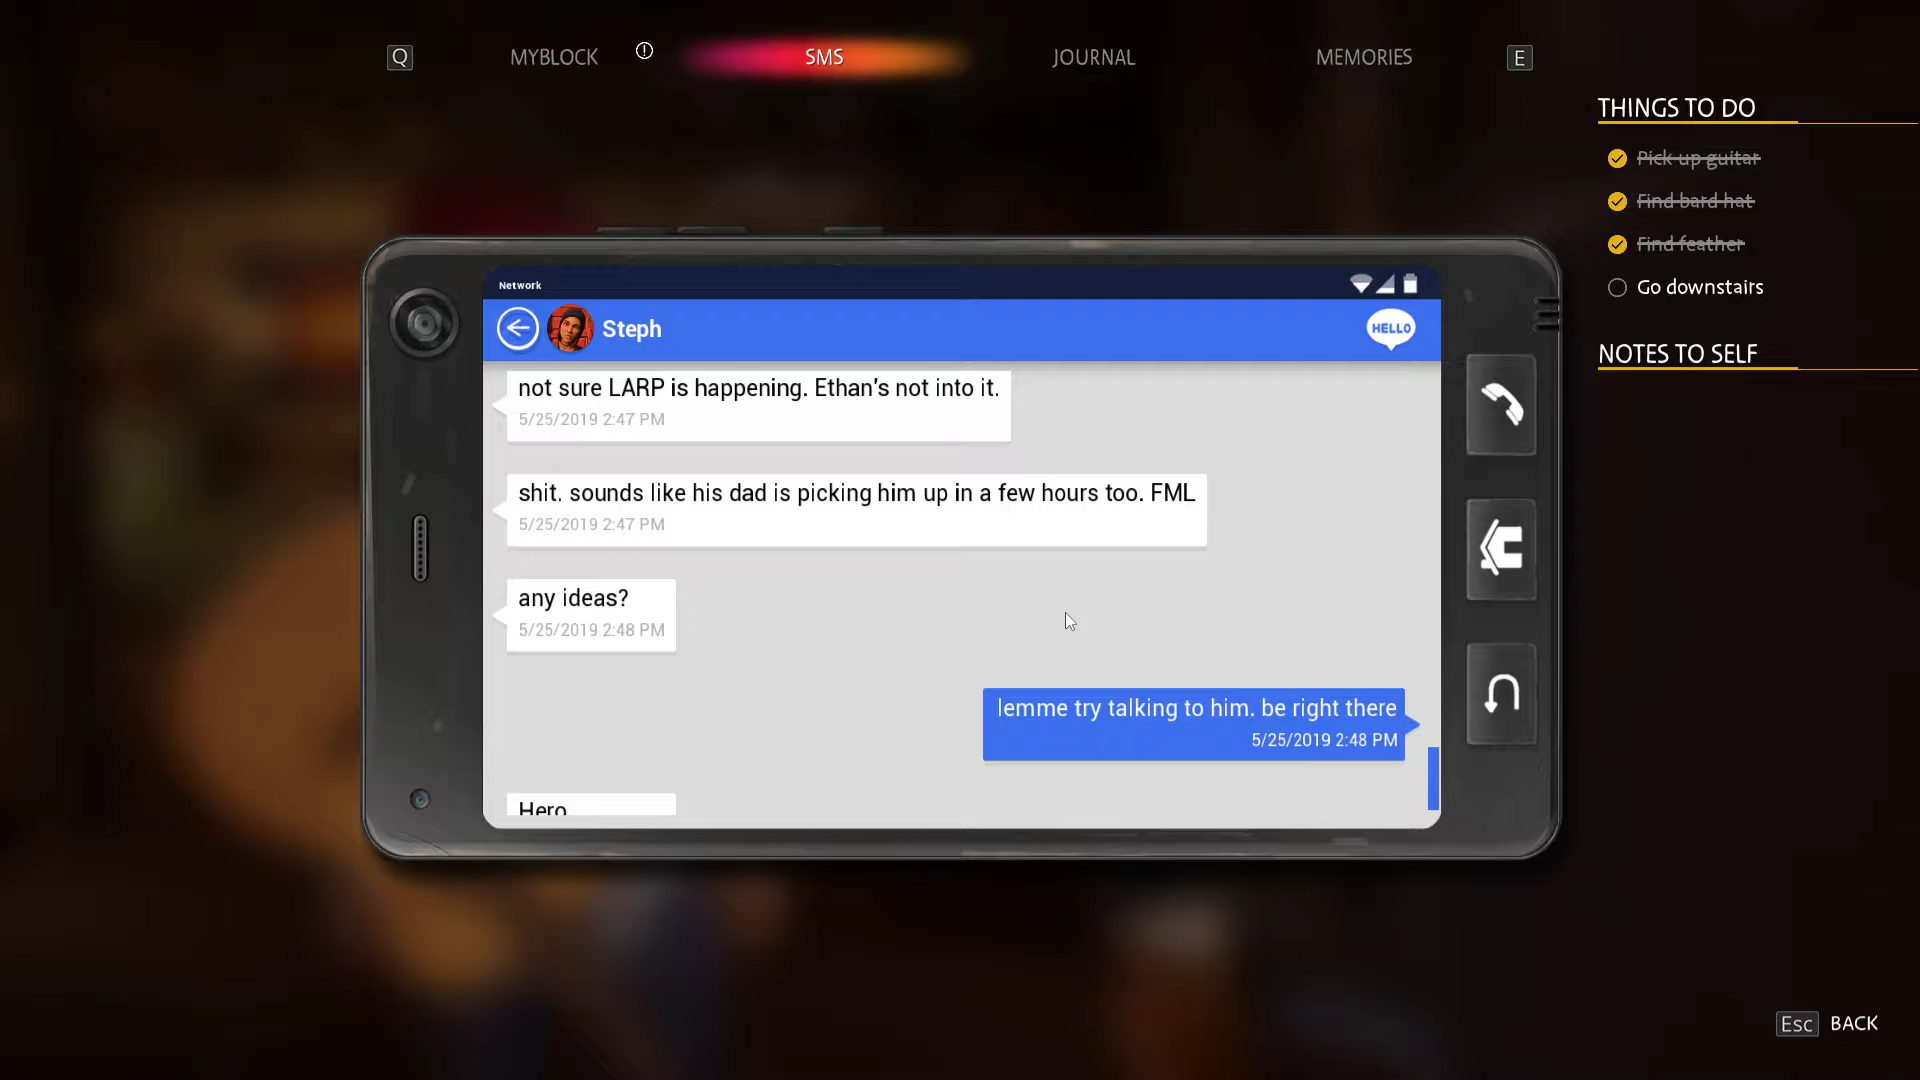 Q
MYBLOCK
SMS
JOURNAL
MEMORIES
E
THINGS TO DO
Pick up guitar
Find bard hat
Find feather
Go downstairs
NOTES TO SELF
Network
Steph
HELLO
not sure LARP is happening. Ethan's not into it.
5/25/2019 2:47 PM
shit. sounds like his dad is picking him up in a few hours too. FML
5/25/2019 2:47 PM
any ideas?
5/25/2019 2:48 PM
lemme try talking to him. be right there
5/25/2019 2:48 PM
Hero
Esc BACK